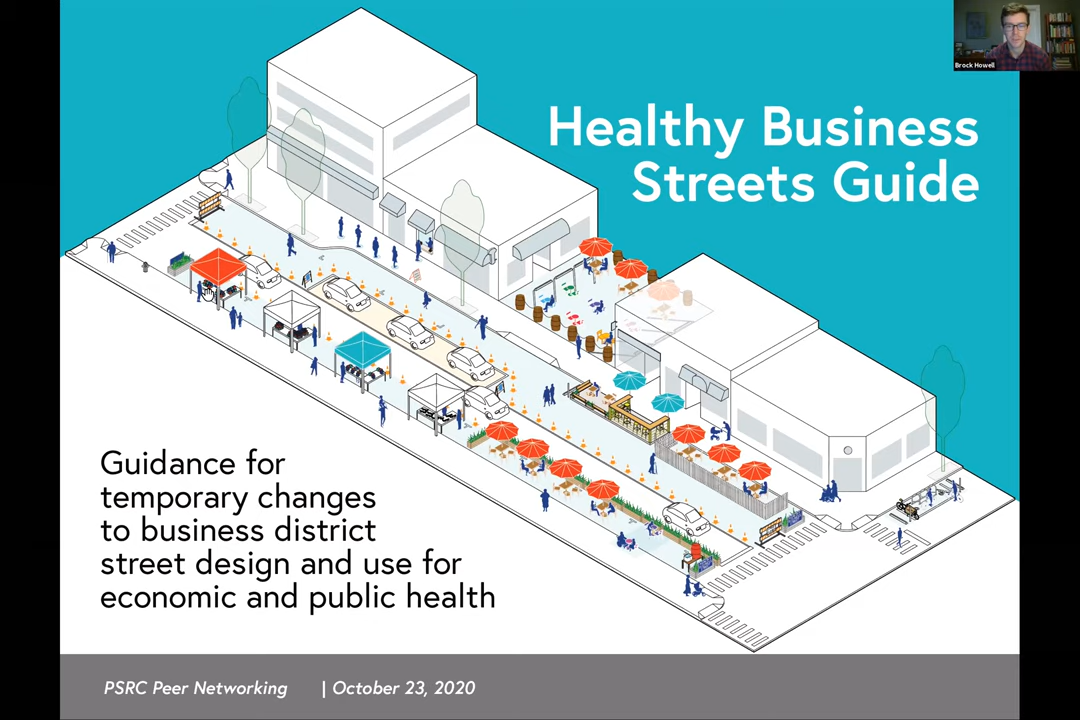 Brock Howell
Healthy Business
Streets Guide
Guidance for
temporary changes
to business district
street design and use for
economic and public health
PSRC Peer Networking | October 23, 2020